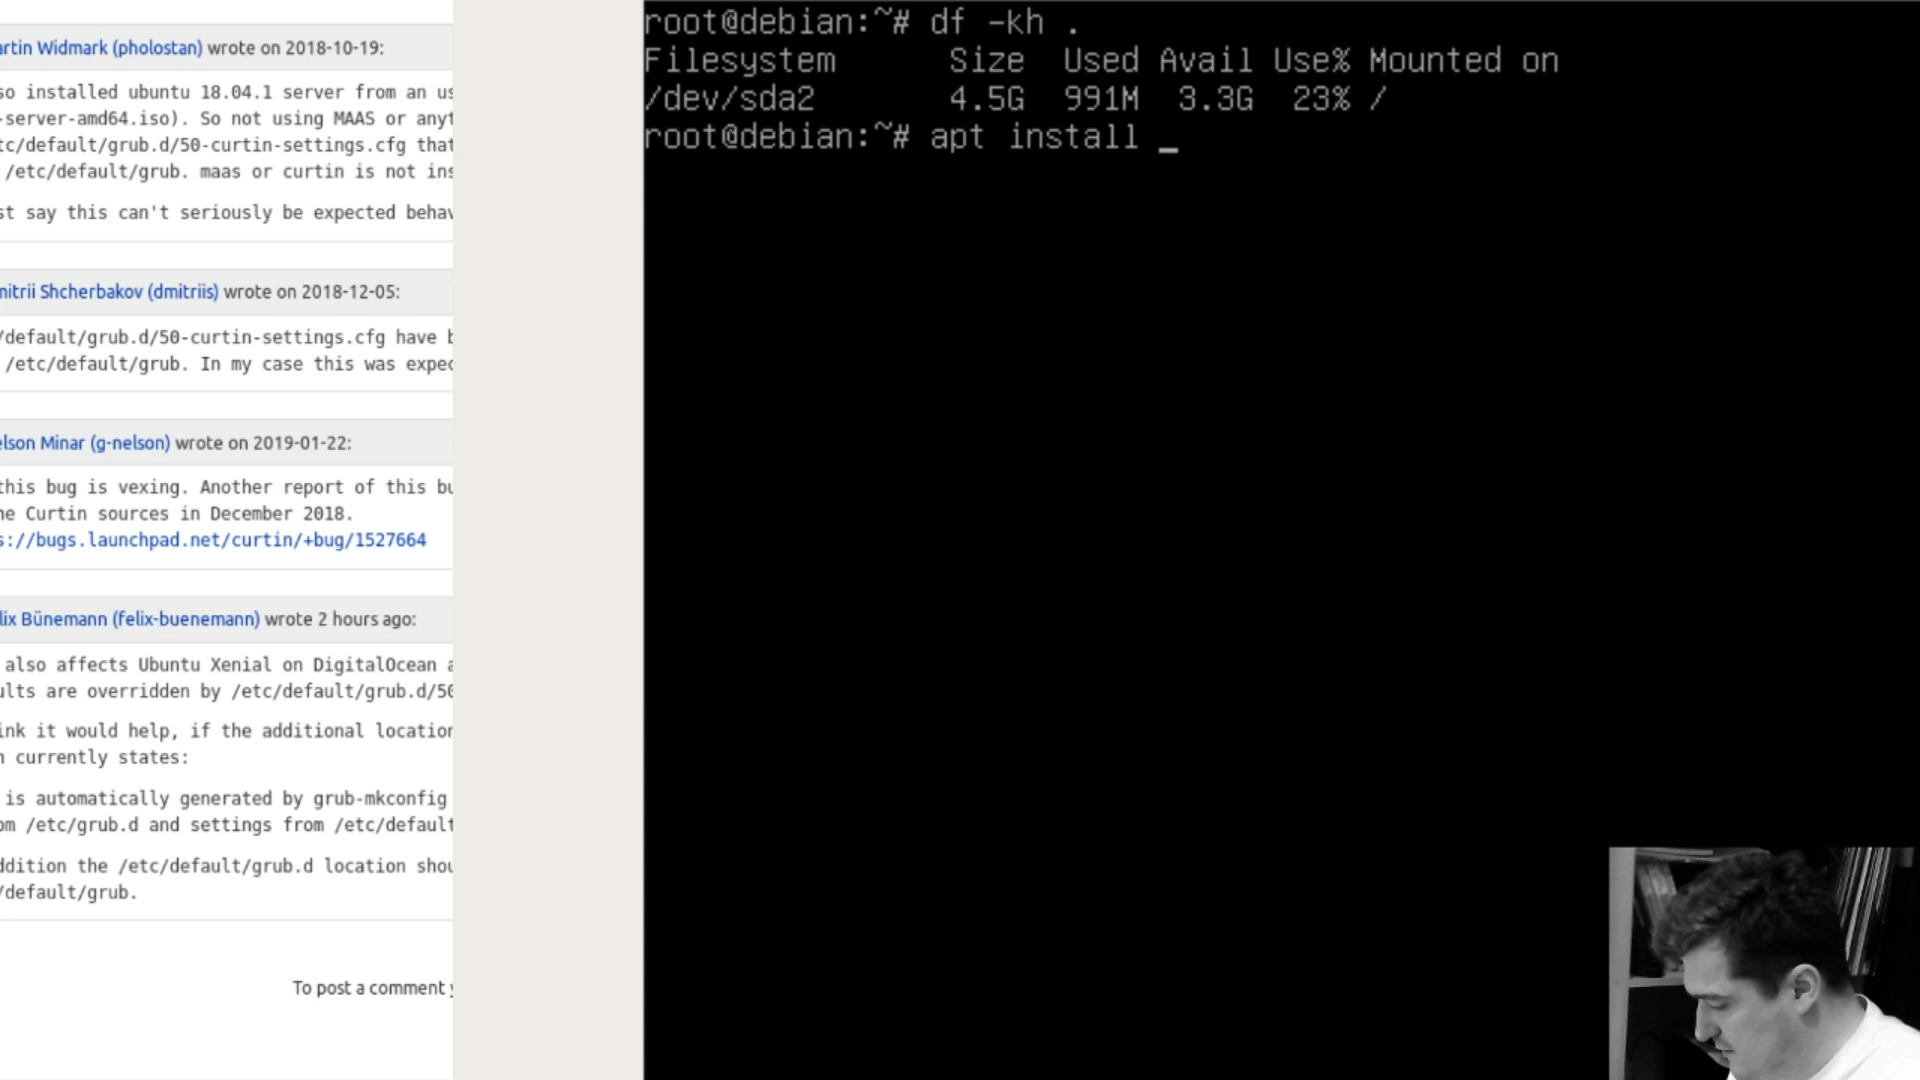 artin Widmark (pholostan) wrote on 2018-10-19:
so installed ubuntu 18.04.1 server from an us
-server-amd64.iso). So not using MAAS or anyt
tc/default/grub.d/50-curtin-settings.cfg that
/etc/default/grub. maas or curtin is not ins
st say this can't seriously be expected behav
mitrii Shcherbakov (dmitriis) wrote on 2018-12-05:
/default/grub.d/50-curtin-settings.cfg have b
/etc/default/grub. In my case this was expec
elson Minar (g-nelson) wrote on 2019-01-22:
this bug is vexing. Another report of this bu
he Curtin sources in December 2018.
s://bugs.launchpad.net/curtin/+bug/1527664
lix Bünemann (felix-buenemann) wrote 2 hours ago:
also affects Ubuntu Xenial on DigitalOcean a
ults are overridden by /etc/default/grub.d/50
ink it would help, if the additional location
n currently states:
is automatically generated by grub-mkconfig
om /etc/grub.d and settings from /etc/default
ddition the /etc/default/grub.d location shou
/default/grub.
To post a comment y
root@debian:~# df -kh .
Filesystem      Size  Used Avail Use% Mounted on
/dev/sda2       4.5G  991M  3.3G  23% /
root@debian:~# apt install _